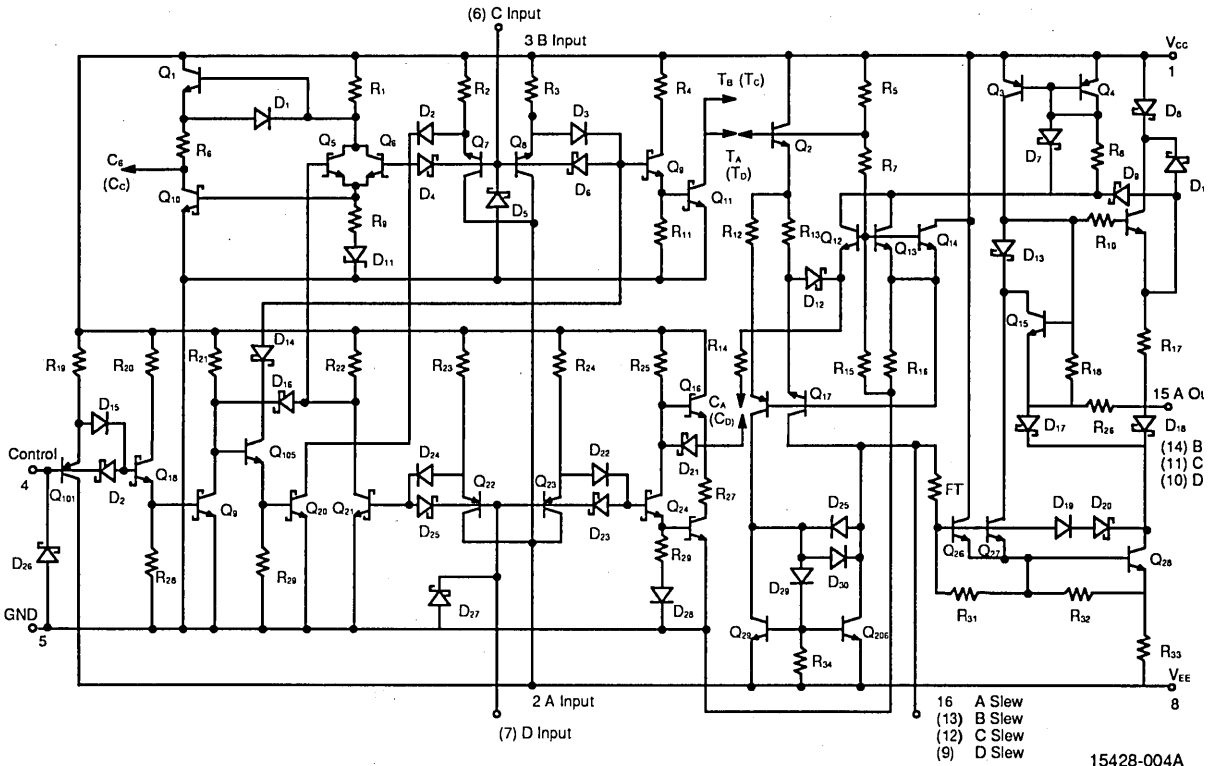 (6) C Input
3 B Input
VCC
1
Q1
D1
R1
R2
R3
R4
TB (TC)
R5
Q3
Q4
D8
R6
Q5
Q6
D2
Q7
Q8
D3
Q9
TA
(TD)
Q2
R7
D7
R8
D9
D1
C6
(CC)
Q10
D4
D5
D6
Q11
R9
D11
R11
R12
R13
Q12
Q13
Q14
R10
D13
D12
Q15
R19
R20
R21
D14
R22
R23
R24
R25
R14
Q16
R15
R16
R18
R17
D15
D16
CA
(CD)
Q17
15 A Ou
R26
D17
D18
(14) B
(11) C
(10) D
Control
4
Q101
D2
Q18
Q105
D24
Q22
Q23
D22
D21
R27
FT
Q9
Q20
Q21
D25
D23
Q24
D25
D19
D20
D26
R28
R29
D27
R29
D28
D29
D30
Q26
Q27
Q28
R31
R32
GND
5
Q29
Q206
R34
R33
VEE
8
2 A Input
(7) D Input
16 A Slew
(13) B Slew
(12) C Slew
(9) D Slew
15428-004A